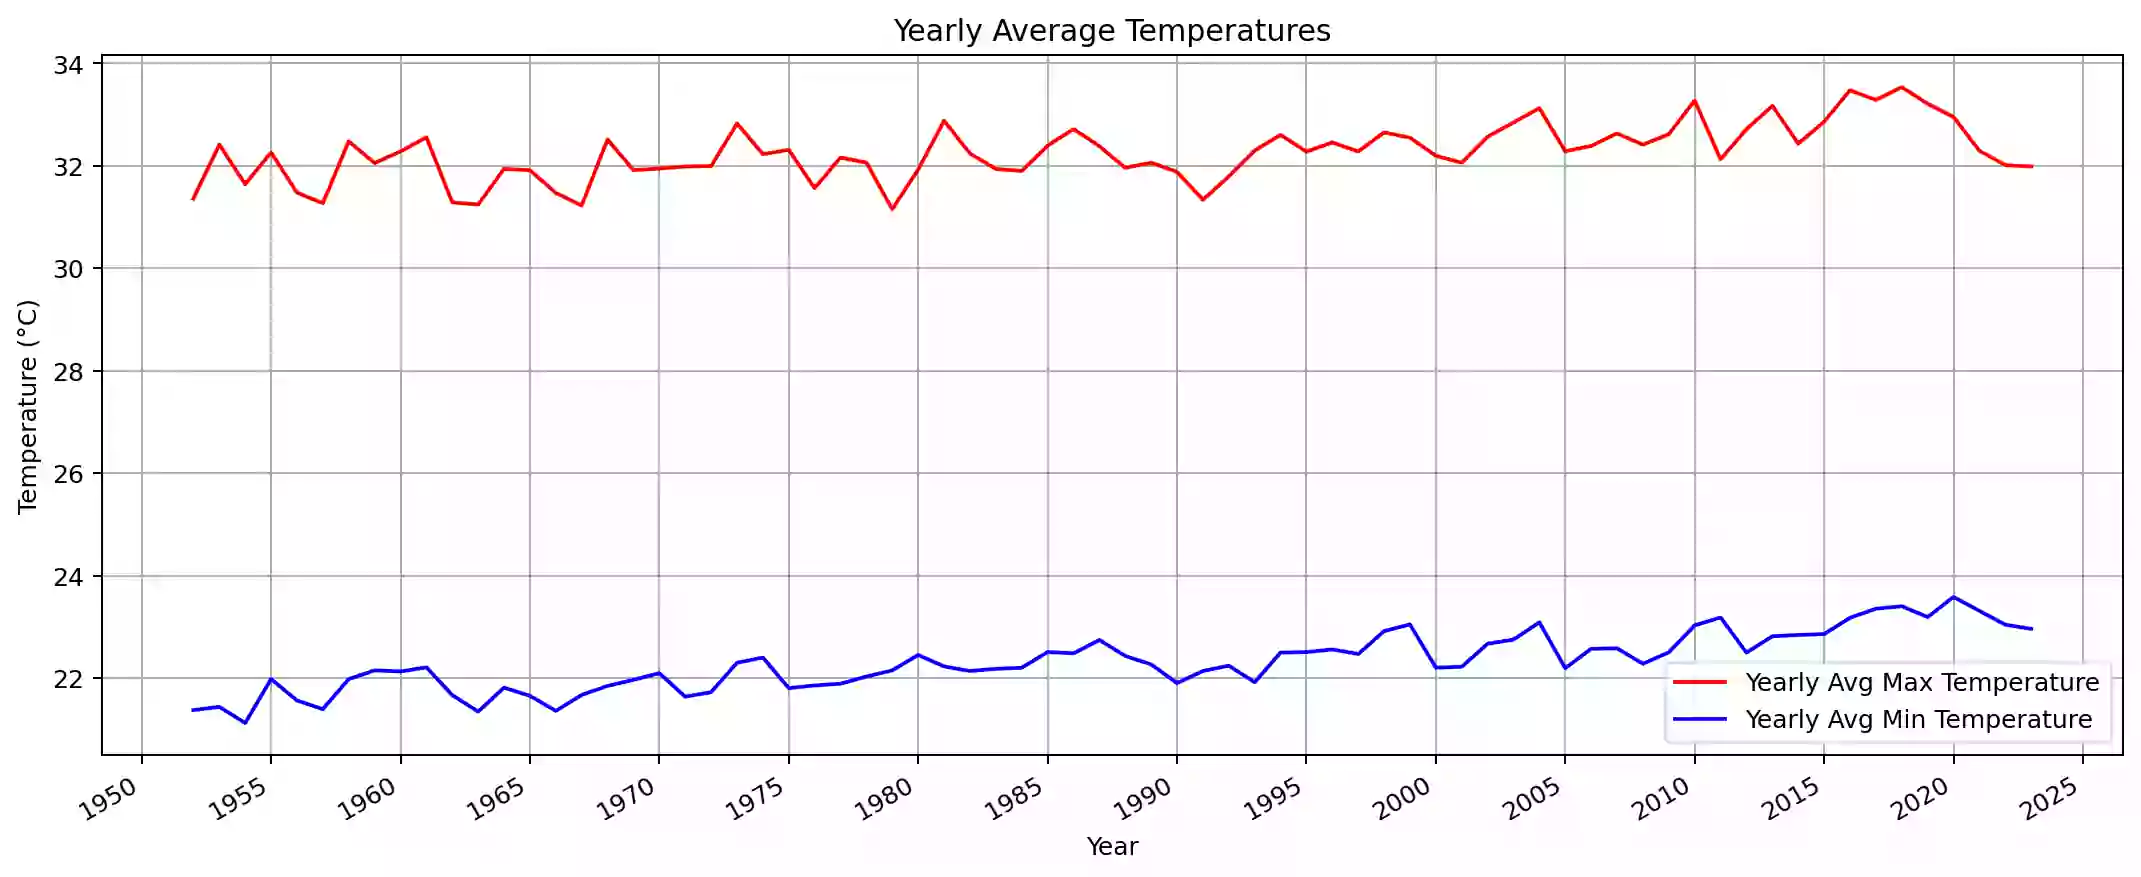 Yearly Average Temperatures
34
32
30
28
26
24
22
Temperature (°C)
Yearly Avg Max Temperature
Yearly Avg Min Temperature
1950 1955 1960 1965 1970 1975 1980 1985 1990 1995 2000 2005 2010 2015 2020 2025
Year